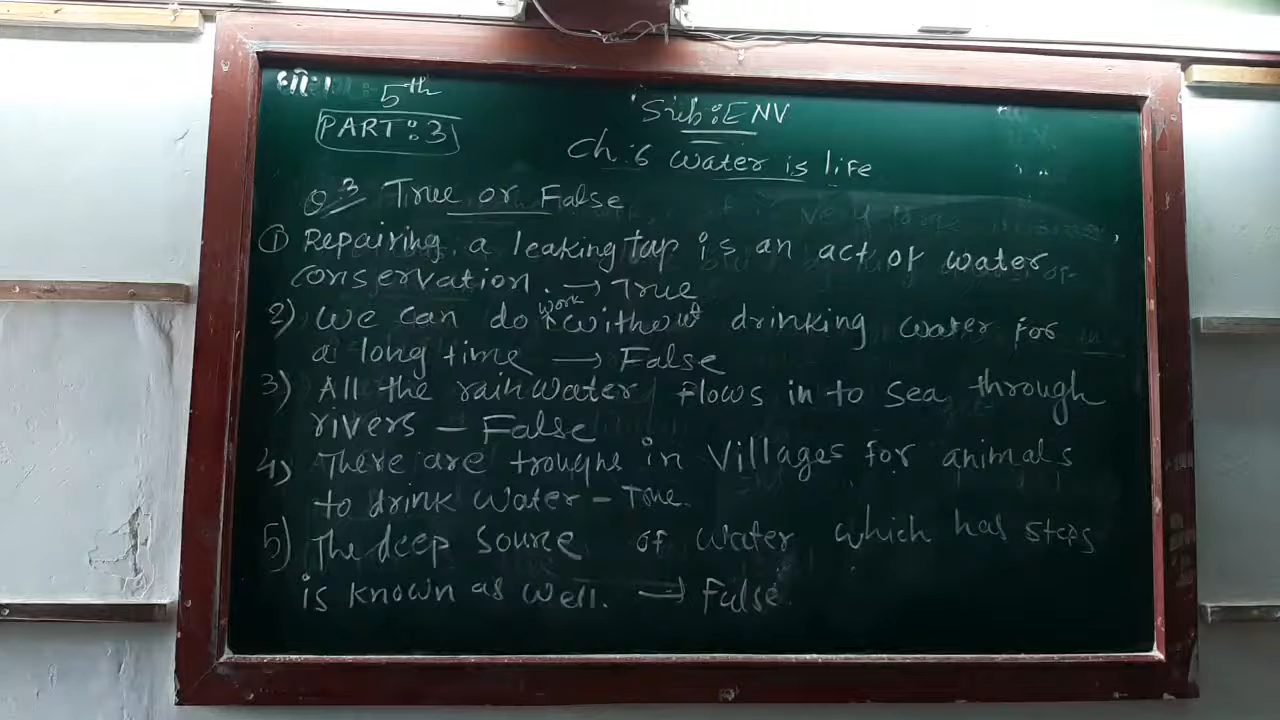 5th
PART:3
Sub:ENV
Ch:6 Water is life
Q3 True or False
① Repairing a leaking tap is an act of water
conservation. → True
2) We can do work without drinking water for
a long time → False
3) All the rainwater flows in to sea through
rivers – False
4) There are troughs in Villages for animals
to drink water – True.
5) The deep source of water which has steps
is known as well. → False